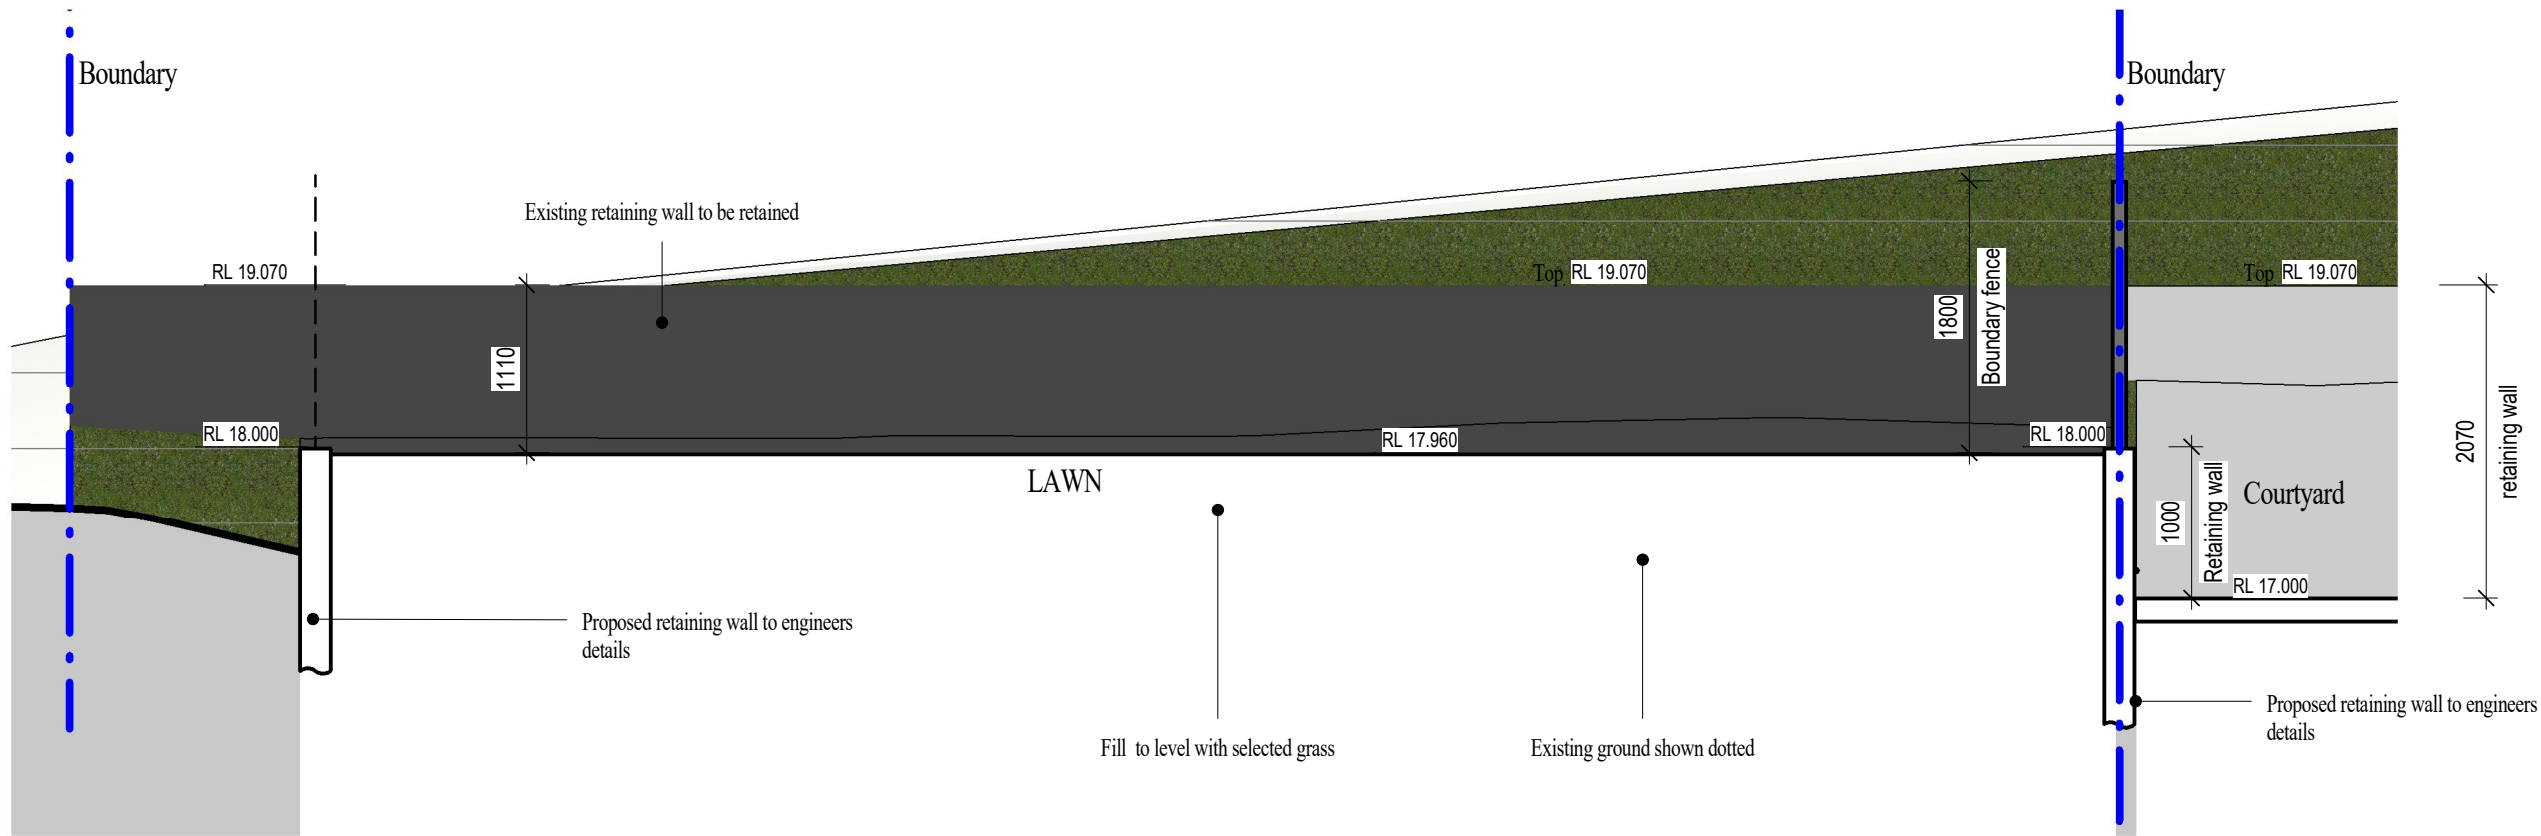 Boundary
Boundary
Existing retaining wall to be retained
RL 19.070
Top RL 19.070
Top RL 19.070
1110
1800
Boundary fence
RL 18.000
RL 17.960
RL 18.000
2070
retaining wall
LAWN
Courtyard
1000
Retaining wall
RL 17.000
Proposed retaining wall to engineers
details
Proposed retaining wall to engineers
details
Fill to level with selected grass
Existing ground shown dotted